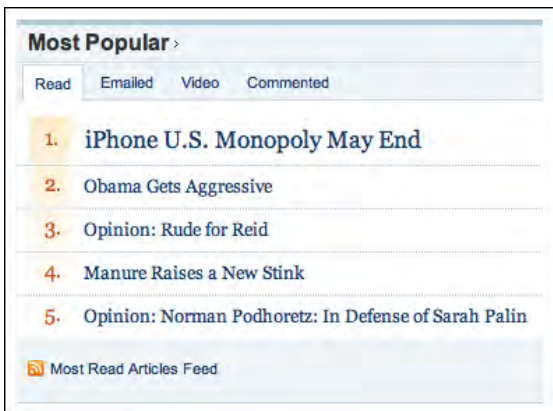 Most Popular ›
Read Emailed Video Commented
1. iPhone U.S. Monopoly May End
2. Obama Gets Aggressive
3. Opinion: Rude for Reid
4. Manure Raises a New Stink
5. Opinion: Norman Podhoretz: In Defense of Sarah Palin
Most Read Articles Feed